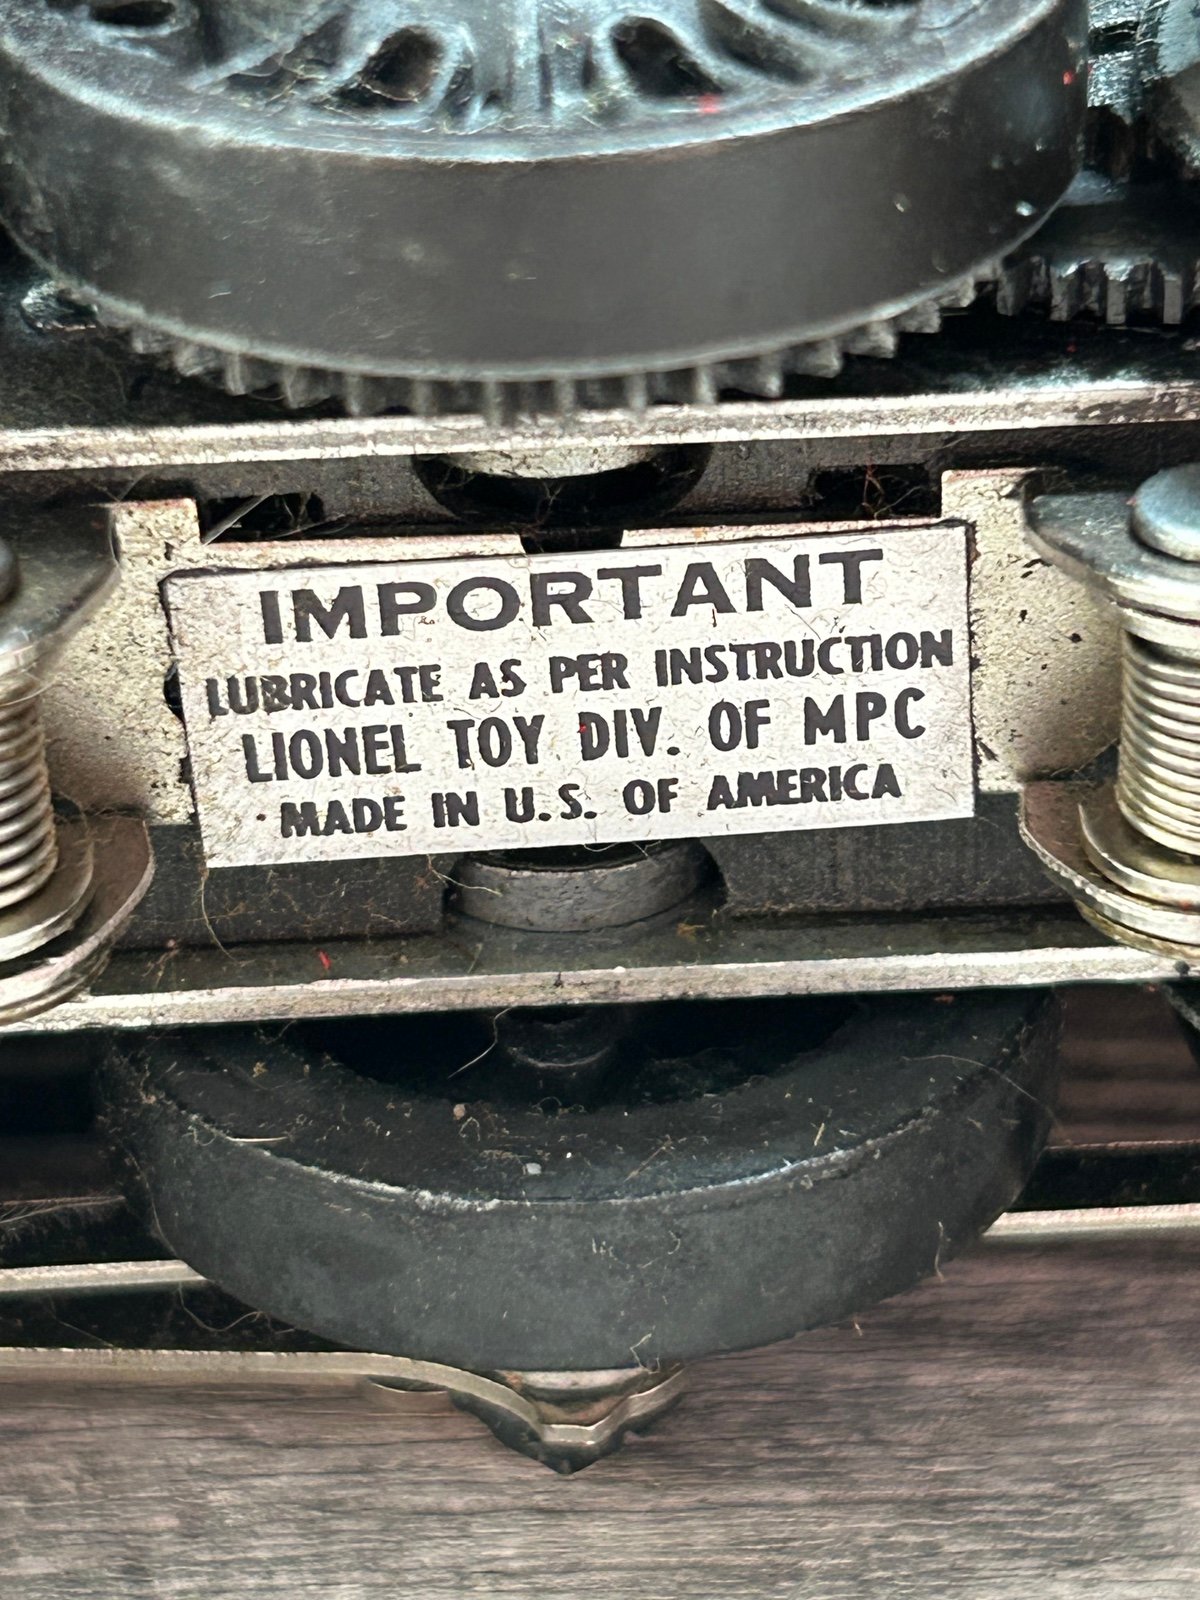 IMPORTANT
LUBRICATE AS PER INSTRUCTION
LIONEL TOY DIV. OF MPC
MADE IN U.S. OF AMERICA